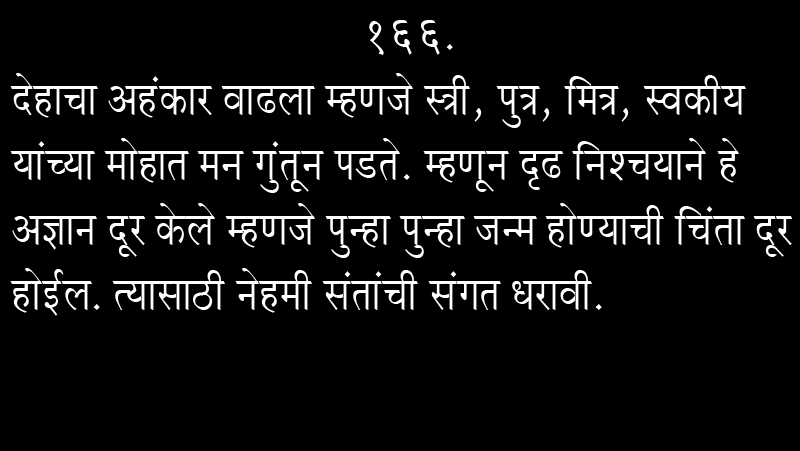 १६६.
देहाचा अहंकार वाढला म्हणजे स्त्री, पुत्र, मित्र, स्वकीय
यांच्या मोहात मन गुंतून पडते. म्हणून दृढ निश्चयाने हे
अज्ञान दूर केले म्हणजे पुन्हा पुन्हा जन्म होण्याची चिंता दूर
होईल. त्यासाठी नेहमी संतांची संगत धरावी.